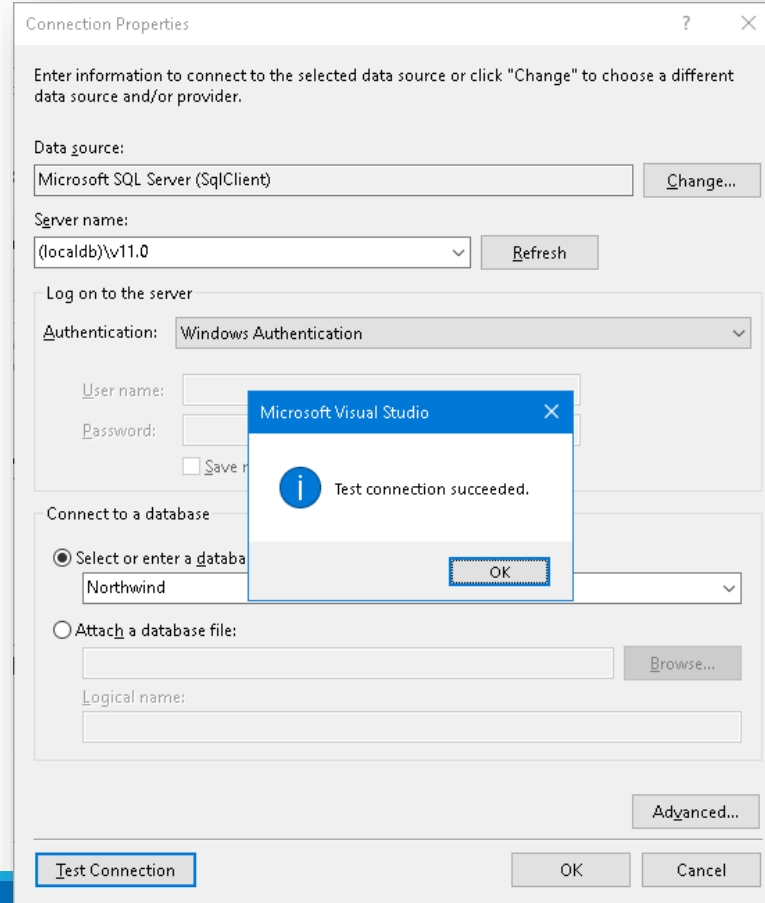 Connection Properties
?
Enter information to connect to the selected data source or click "Change" to choose a different
data source and/or provider.
Data source:
Microsoft SQL Server (SqlClient)
Change...
Server name:
(localdb)\v11.0
Refresh
Log on to the server
Authentication:
Windows Authentication
User name:
Microsoft Visual Studio
Password:
Save
Test connection succeeded.
Connect to a database
Select or enter a
OK
Northwind
Attach a database file:
Browse...
Logical name:
Advanced...
Test Connection
OK
Cancel